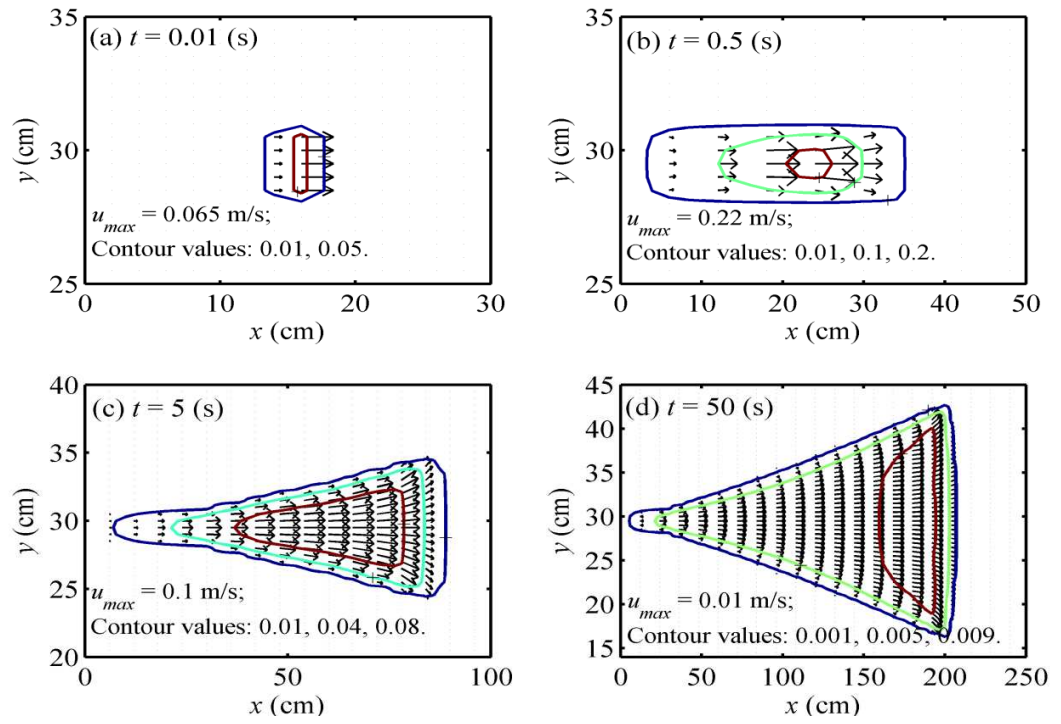 35
30
25
y (cm)
(a) t = 0.01 (s)
u_max = 0.065 m/s;
Contour values: 0.01, 0.05.
0 10 20 30
x (cm)
35
30
25
y (cm)
(b) t = 0.5 (s)
u_max = 0.22 m/s;
Contour values: 0.01, 0.1, 0.2.
0 10 20 30 40 50
x (cm)
40
35
30
25
20
y (cm)
(c) t = 5 (s)
u_max = 0.1 m/s;
Contour values: 0.01, 0.04, 0.08.
0 50 100
x (cm)
45
40
35
30
25
20
15
y (cm)
(d) t = 50 (s)
u_max = 0.01 m/s;
Contour values: 0.001, 0.005, 0.009.
0 50 100 150 200 250
x (cm)